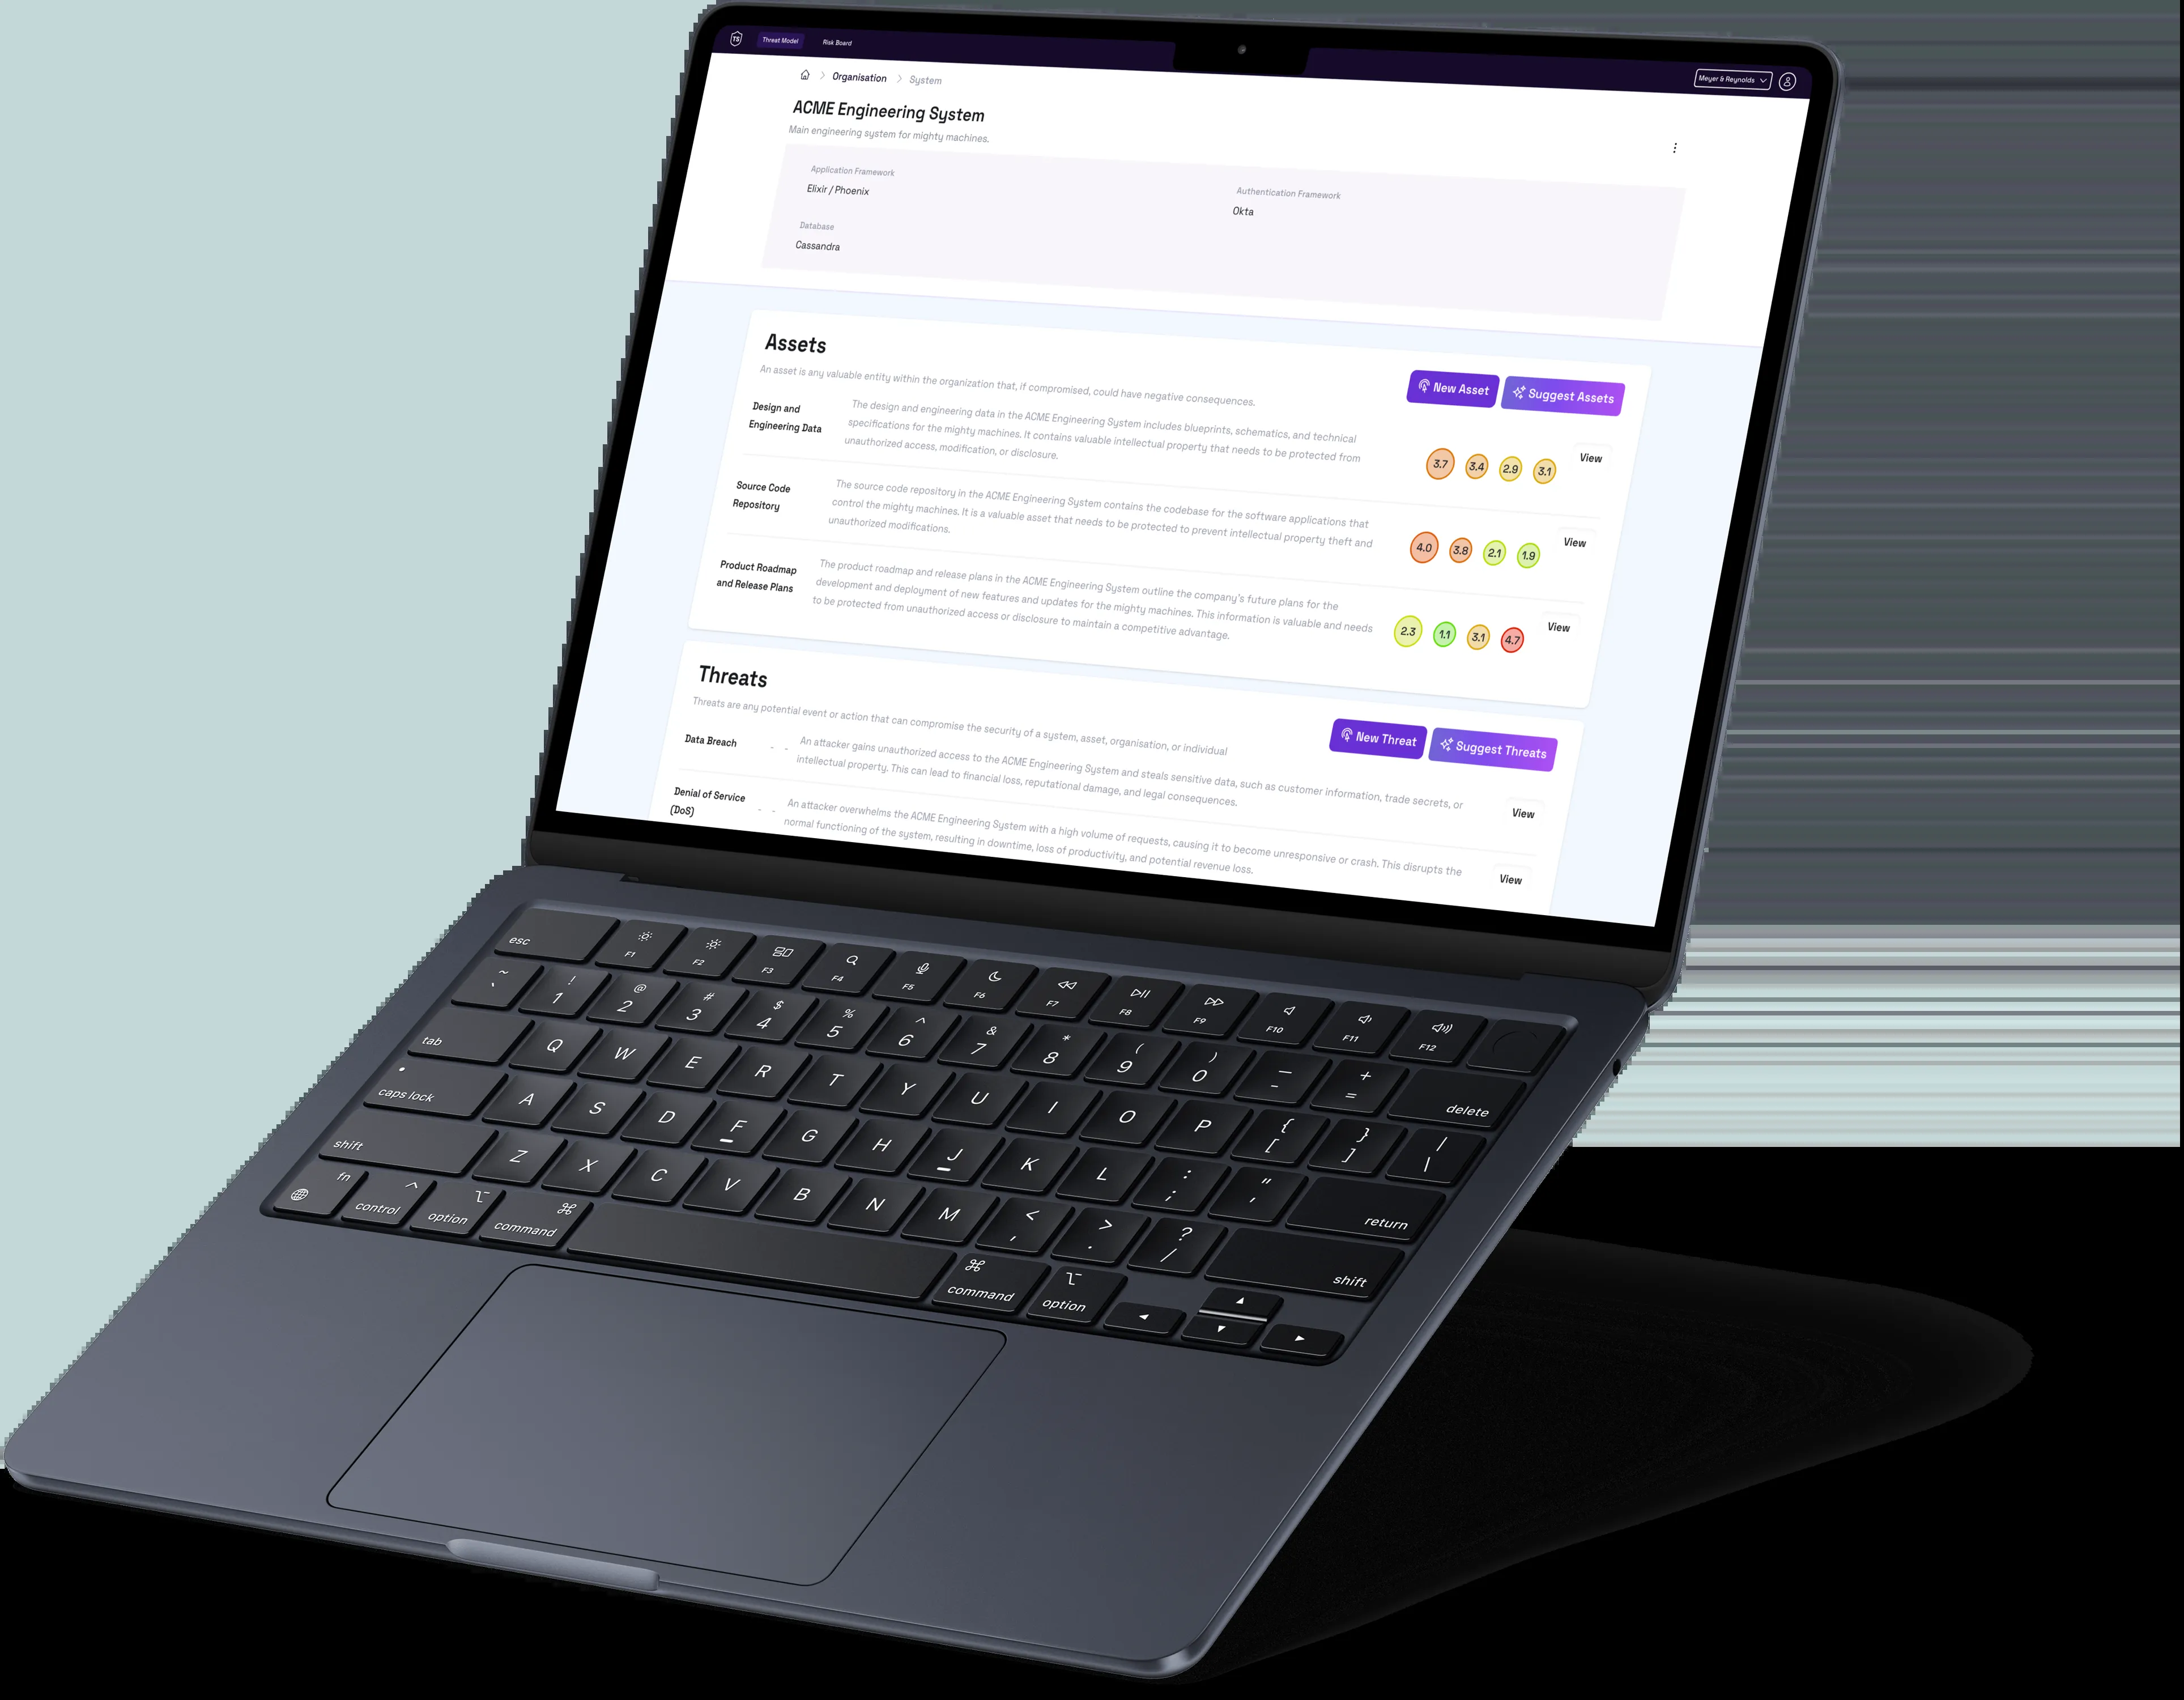 TS Threat Model Risk Board Meyer & Reynolds
Organisation System
ACME Engineering System
Main engineering system for mighty machines.
Application Framework
Elixir / Phoenix
Authentication Framework
Okta
Database
Cassandra
Assets
An asset is any valuable entity within the organization that, if compromised, could have negative consequences.
New Asset Suggest Assets
Design and
Engineering Data
The design and engineering data in the ACME Engineering System includes blueprints, schematics, and technical
specifications for the mighty machines. It contains valuable intellectual property that needs to be protected from
unauthorized access, modification, or disclosure.
3.7 3.4 2.9 3.1 View
Source Code
Repository
The source code repository in the ACME Engineering System contains the codebase for the software applications that
control the mighty machines. It is a valuable asset that needs to be protected to prevent intellectual property theft and
unauthorized modifications.
4.0 3.8 2.1 1.9 View
Product Roadmap
and Release Plans
The product roadmap and release plans in the ACME Engineering System outline the company's future plans for the
development and deployment of new features and updates for the mighty machines. This information is valuable and needs
to be protected from unauthorized access or disclosure to maintain a competitive advantage.
2.3 1.1 3.1 4.7 View
Threats
Threats are any potential event or action that can compromise the security of a system, asset, organisation, or individual
New Threat Suggest Threats
Data Breach - -
An attacker gains unauthorized access to the ACME Engineering System and steals sensitive data, such as customer information, trade secrets, or
intellectual property. This can lead to financial loss, reputational damage, and legal consequences.
View
Denial of Service
(DoS) - -
An attacker overwhelms the ACME Engineering System with a high volume of requests, causing it to become unresponsive or crash. This disrupts the
normal functioning of the system, resulting in downtime, loss of productivity, and potential revenue loss.
View
esc F1 F2 F3 F4 F5 F6 F7 F8 F9 F10 F11 F12
~ ! @ # $ % ^ & * ( ) — +
` 1 2 3 4 5 6 7 8 9 0 - = delete
tab Q W E R T Y U I O P { [ } ] | \
caps lock A S D F G H J K L : ; " ' return
shift Z X C V B N M < , > . ? / shift
fn ^ control ⌥ option ⌘ command ⌘ command ⌥ option ◀ ▲ ▼ ▶